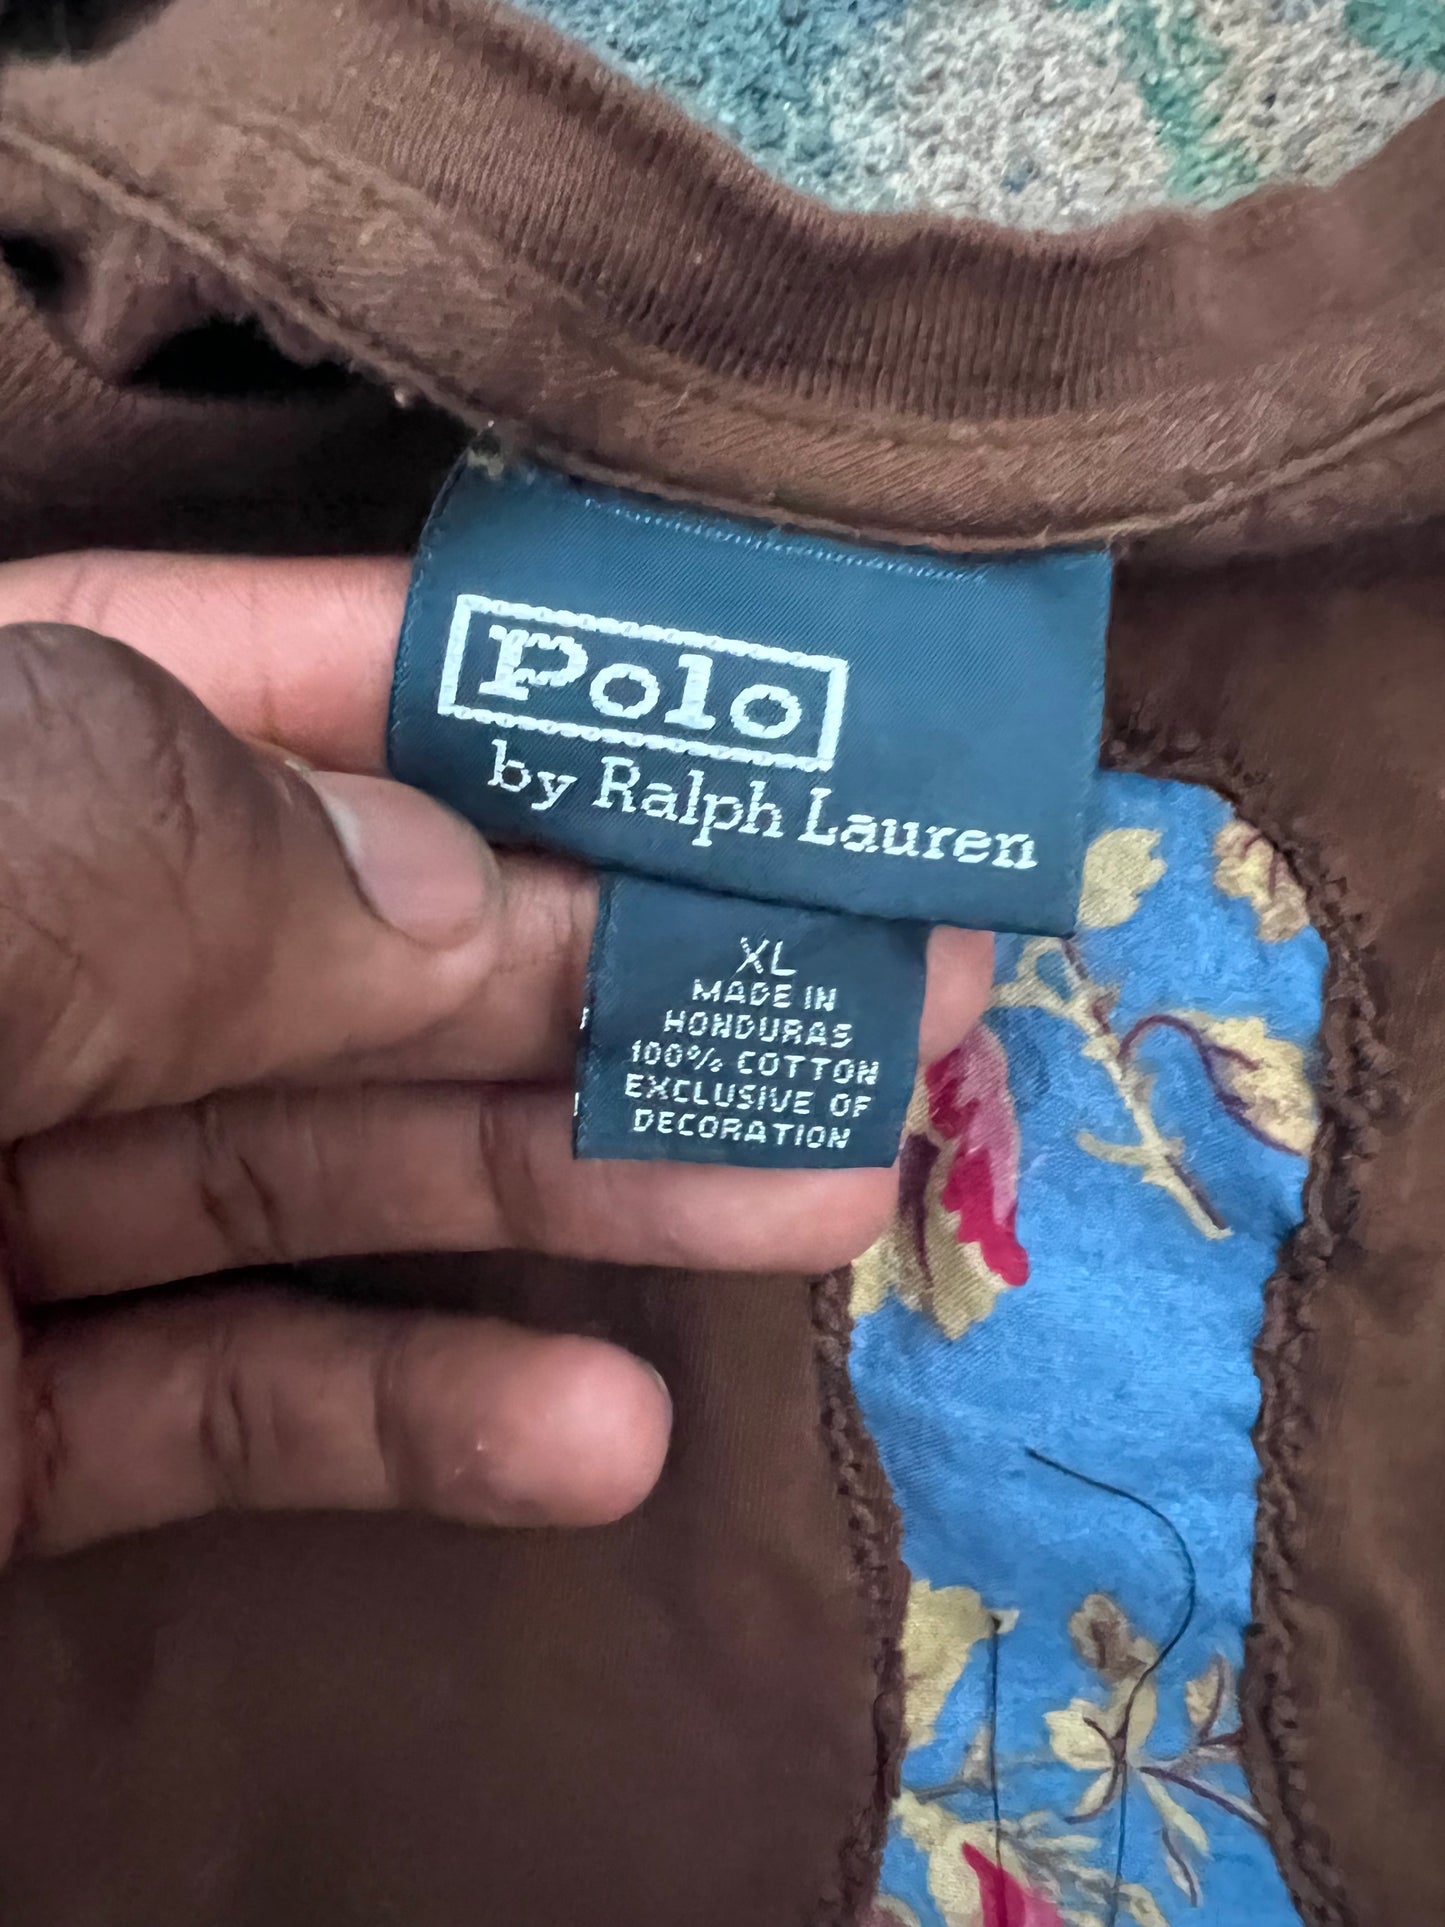 Polo
by Ralph Lauren
XL
MADE IN
HONDURAS
100% COTTON
EXCLUSIVE OF
DECORATION